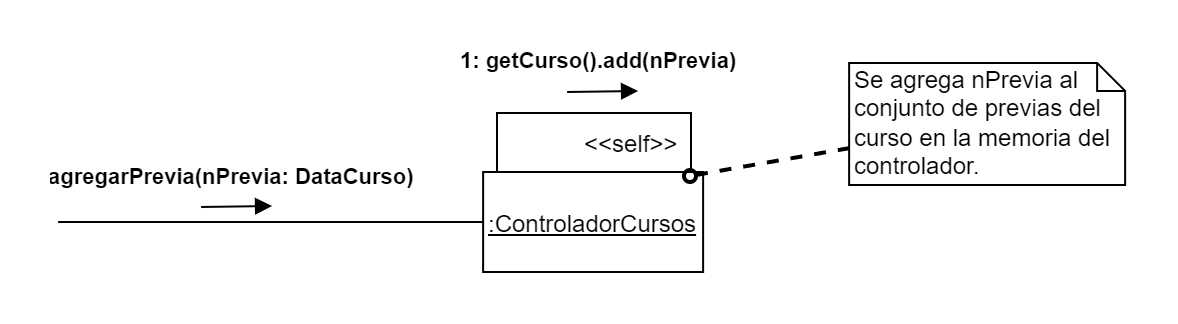 1: getCurso().add(nPrevia)
Se agrega nPrevia al
conjunto de previas del
curso en la memoria del
controlador.
<<self>>
agregarPrevia(nPrevia: DataCurso)
:ControladorCursos